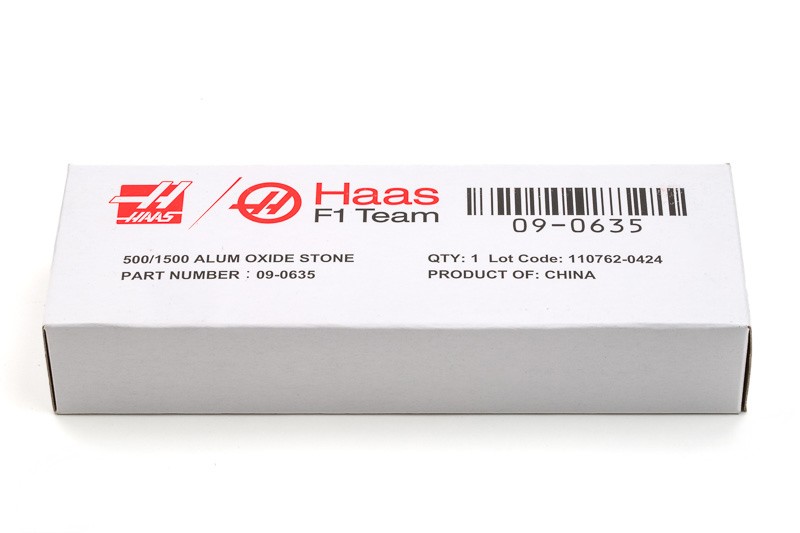 HAAS
Haas
F1 Team
09-0635
500/1500 ALUM OXIDE STONE
PART NUMBER : 09-0635
QTY: 1 Lot Code: 110762-0424
PRODUCT OF: CHINA